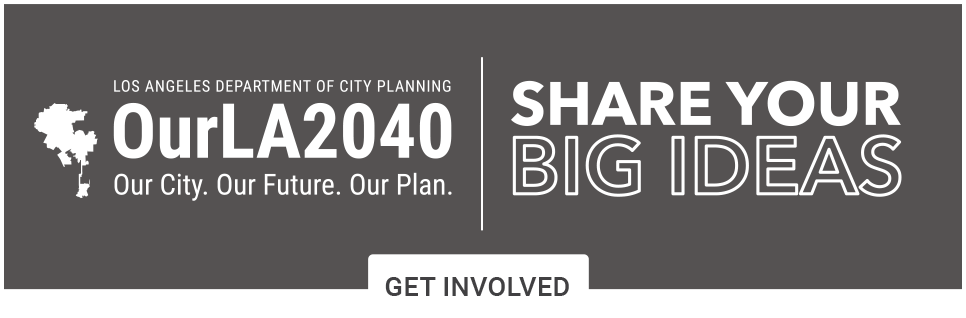 LOS ANGELES DEPARTMENT OF CITY PLANNING
OurLA2040
Our City. Our Future. Our Plan.
SHARE YOUR
BIG IDEAS
GET INVOLVED